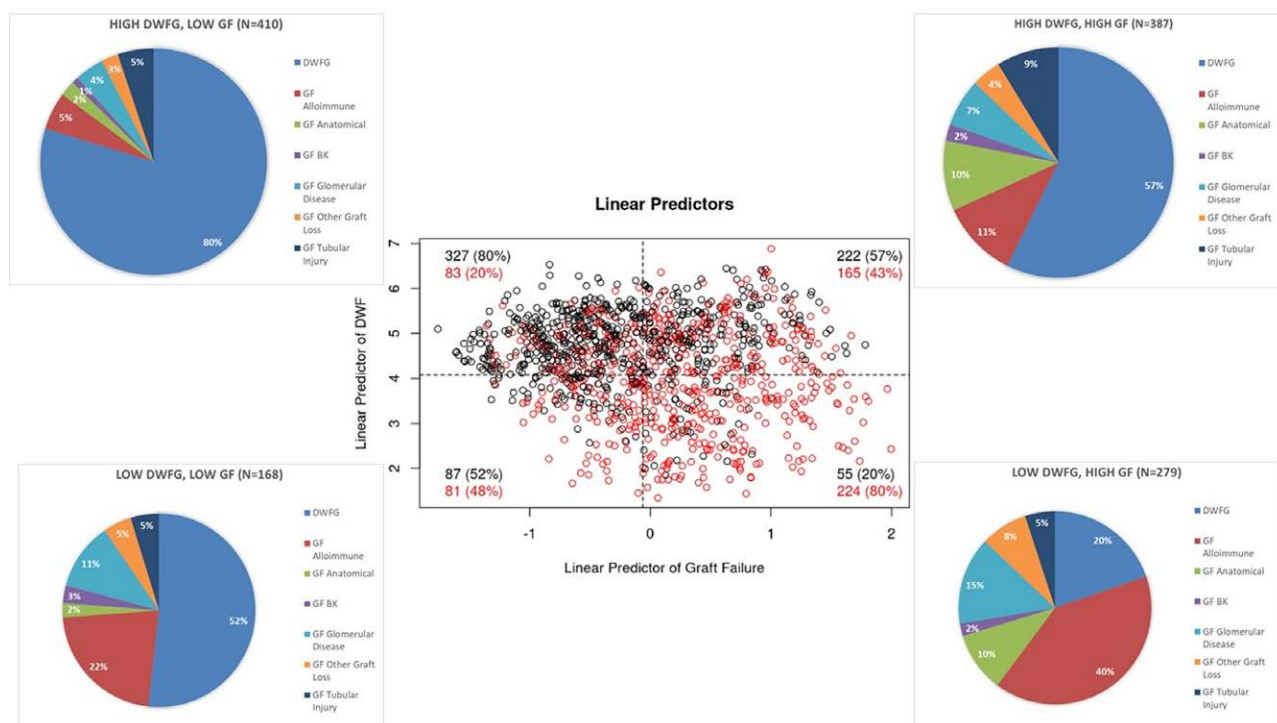 HIGH DWFG, LOW GF (N=410)
5%
3%
4%
1%
2%
5%
80%
DWFG
GF
Alloimmune
GF Anatomical
GF BK
GF Glomerular
Disease
GF Other Graft
Loss
GF Tubular
Injury
HIGH DWFG, HIGH GF (N=387)
9%
4%
7%
2%
10%
11%
57%
DWFG
GF
Alloimmune
GF Anatomical
GF BK
GF Glomerular
Disease
GF Other Graft
Loss
GF Tubular
Injury
Linear Predictors
Linear Predictor of DWF
7
6
5
4
3
2
327 (80%)
83 (20%)
222 (57%)
165 (43%)
87 (52%)
81 (48%)
55 (20%)
224 (80%)
-1
0
1
2
Linear Predictor of Graft Failure
LOW DWFG, LOW GF (N=168)
5%
5%
11%
3%
2%
22%
52%
DWFG
GF
Alloimmune
GF Anatomical
GF BK
GF Glomerular
Disease
GF Other Graft
Loss
GF Tubular
Injury
LOW DWFG, HIGH GF (N=279)
5%
8%
15%
2%
10%
40%
20%
DWFG
GF
Alloimmune
GF Anatomical
GF BK
GF Glomerular
Disease
GF Other Graft
Loss
GF Tubular
Injury